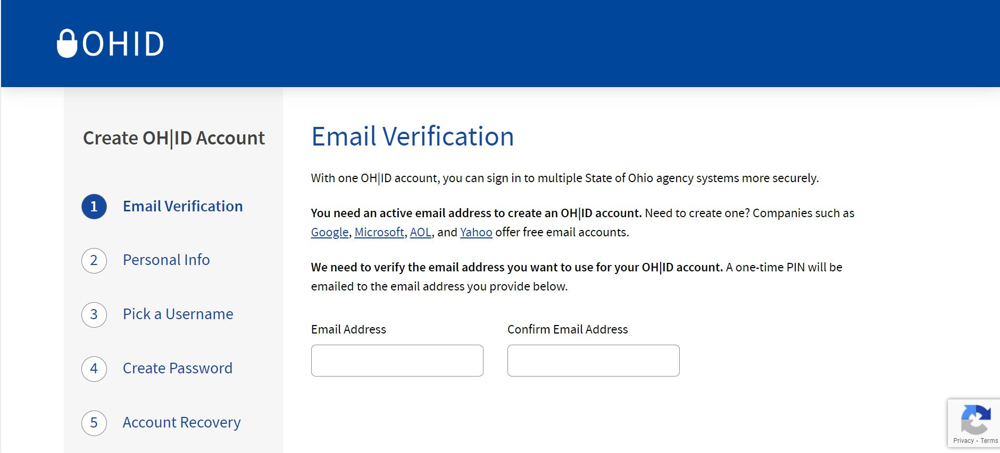 OHID
Create OH|ID Account
1 Email Verification
2 Personal Info
3 Pick a Username
4 Create Password
5 Account Recovery
Email Verification
With one OH|ID account, you can sign in to multiple State of Ohio agency systems more securely.
You need an active email address to create an OH|ID account. Need to create one? Companies such as
Google, Microsoft, AOL, and Yahoo offer free email accounts.
We need to verify the email address you want to use for your OH|ID account. A one-time PIN will be
emailed to the email address you provide below.
Email Address
Confirm Email Address
Privacy - Terms